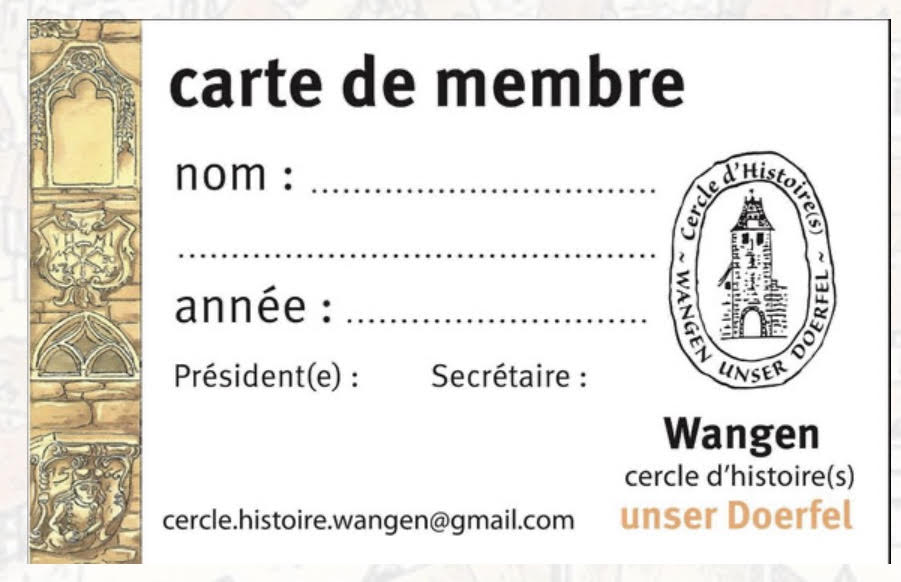 carte de membre
nom : ........................................
........................................................
année : ...................................
Président(e) : Secrétaire :
~ Cercle d'Histoire(s) ~
WANGEN UNSER DOERFEL
Wangen
cercle d'histoire(s)
unser Doerfel
cercle.histoire.wangen@gmail.com